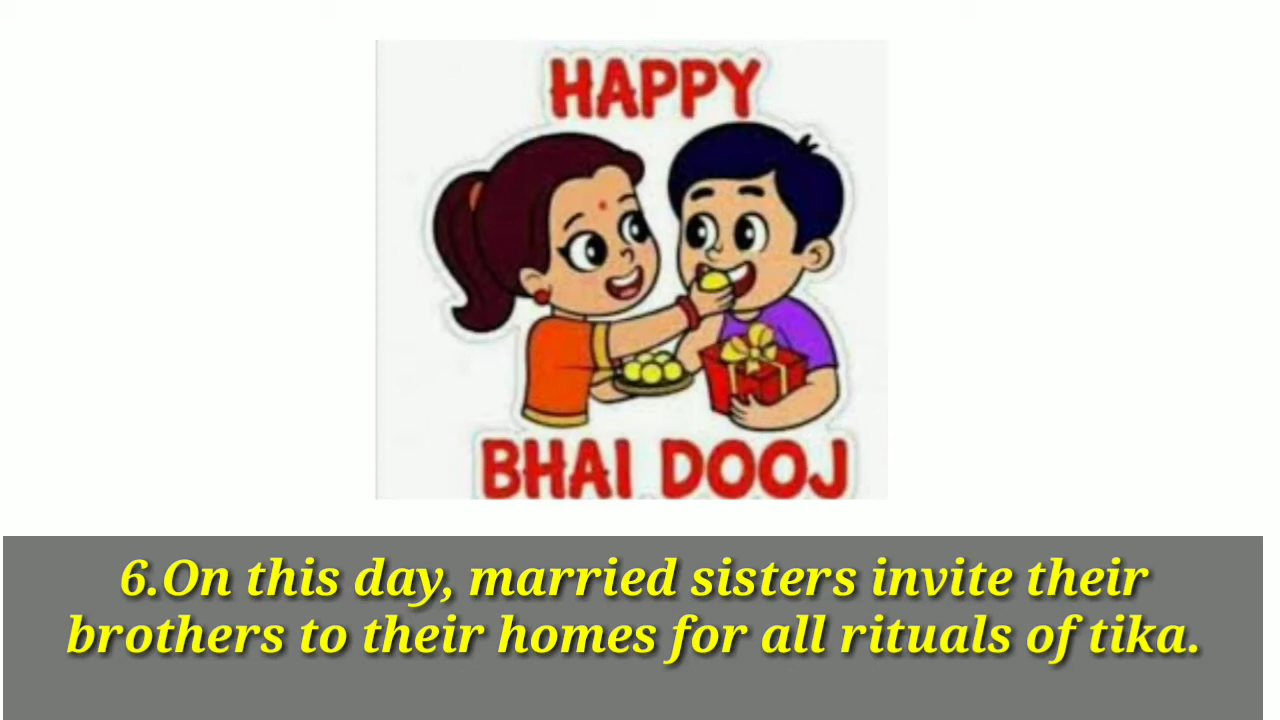 HAPPY
BHAI DOOJ
6.On this day, married sisters invite their
brothers to their homes for all rituals of tika.